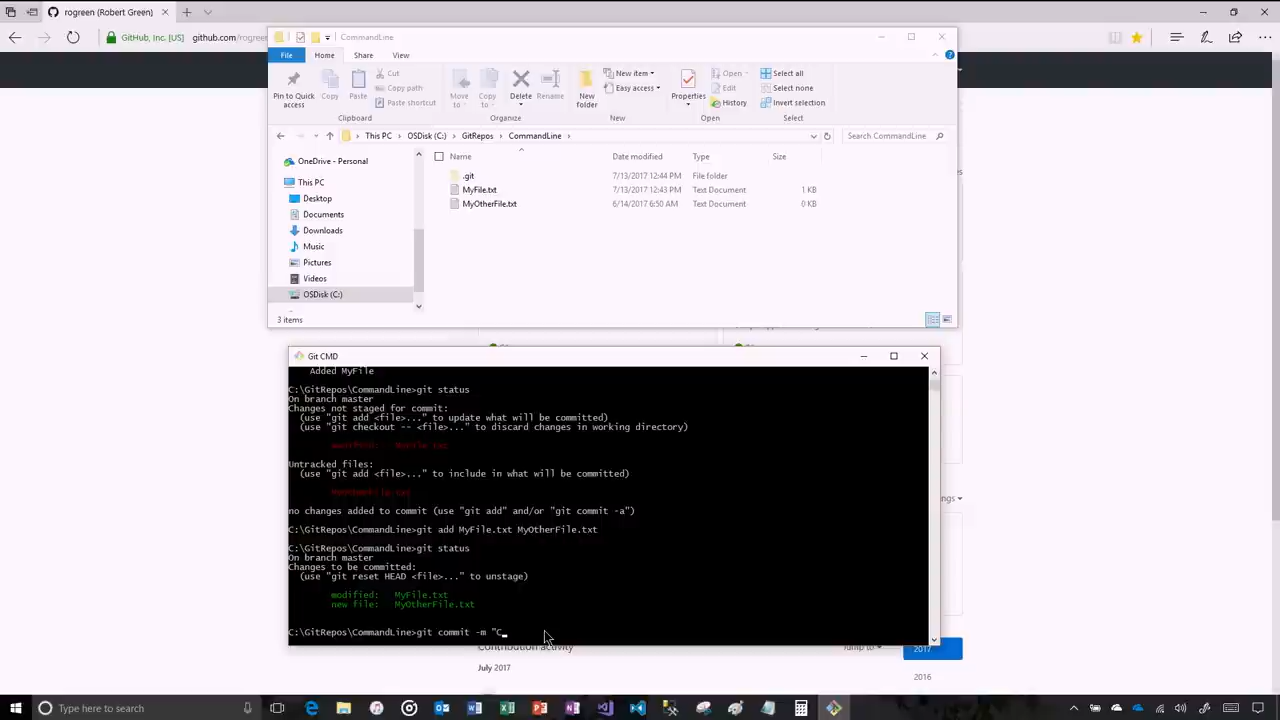 rogreen (Robert Green)
GitHub, Inc. [US]
github.com/rogreen
CommandLine
File
Home
Share
View
Pin to Quick access
Copy
Paste
Cut
Copy path
Paste shortcut
Move to
Copy to
Delete
Rename
New folder
New item
Easy access
Properties
Open
Edit
History
Select all
Select none
Invert selection
Clipboard
Organize
New
Open
Select
This PC
OSDisk (C:)
GitRepos
CommandLine
Search CommandLine
Name
Date modified
Type
Size
OneDrive - Personal
This PC
Desktop
Documents
Downloads
Music
Pictures
Videos
OSDisk (C:)
.git 7/13/2017 12:44 PM File folder
MyFile.txt 7/13/2017 12:43 PM Text Document 1 KB
MyOtherFile.txt 6/14/2017 6:50 AM Text Document 0 KB
3 items
Git CMD
Added MyFile
C:\GitRepos\CommandLine>git status
On branch master
Changes not staged for commit:
(use "git add <file>..." to update what will be committed)
(use "git checkout -- <file>..." to discard changes in working directory)
modified: MyFile.txt
Untracked files:
(use "git add <file>..." to include in what will be committed)
MyOtherFile.txt
no changes added to commit (use "git add" and/or "git commit -a")
C:\GitRepos\CommandLine>git add MyFile.txt MyOtherFile.txt
C:\GitRepos\CommandLine>git status
On branch master
Changes to be committed:
(use "git reset HEAD <file>..." to unstage)
modified: MyFile.txt
new file: MyOtherFile.txt
C:\GitRepos\CommandLine>git commit -m "C
Contribution activity
Jump to
2017
July 2017
2016
Type here to search